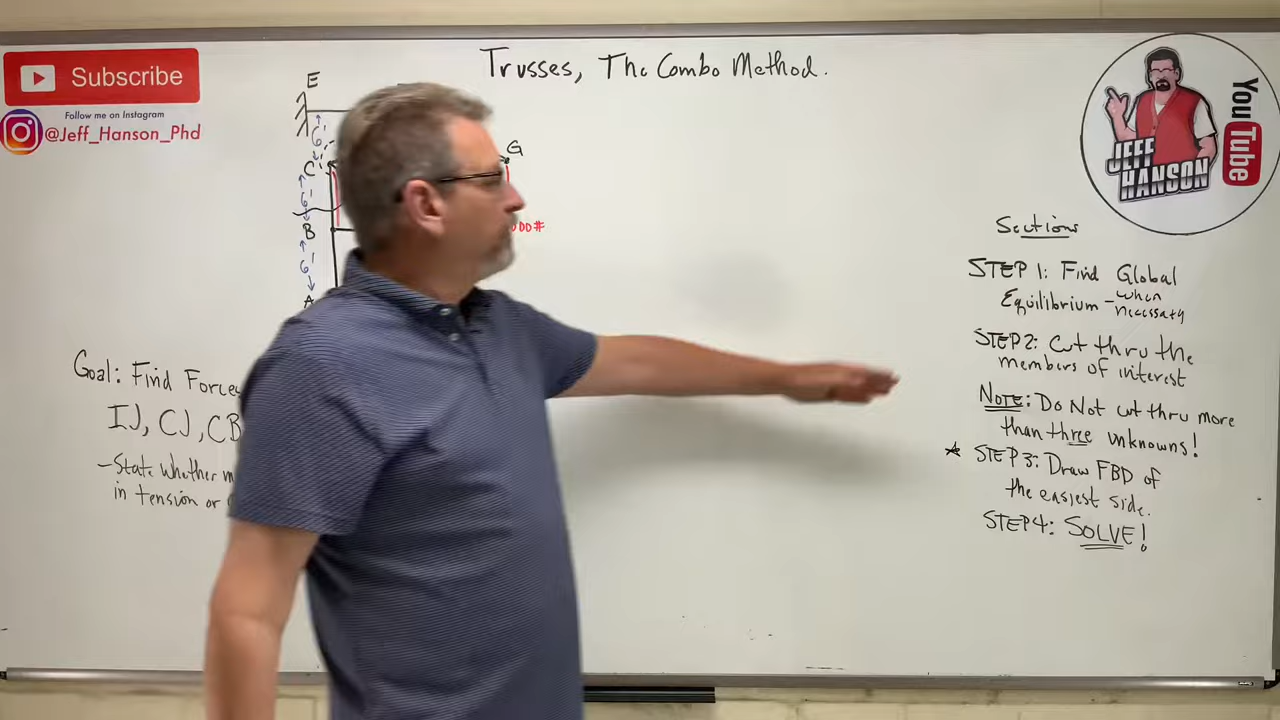 Trusses, The Combo Method.
Subscribe
Follow me on Instagram
@Jeff_Hanson_Phd
E
6'
C
6'
B
6'
A
G
000#
Goal: Find Forces
IJ, CJ, CB
- State whether
in tension or
JEFF
HANSON
YouTube
Sections
STEP 1: Find Global
Equilibrium - when
necessary
STEP 2: Cut thru the
members of interest
NOTE: Do Not cut thru more
than three unknowns!
STEP 3: Draw FBD of
the easiest side.
STEP 4: SOLVE!